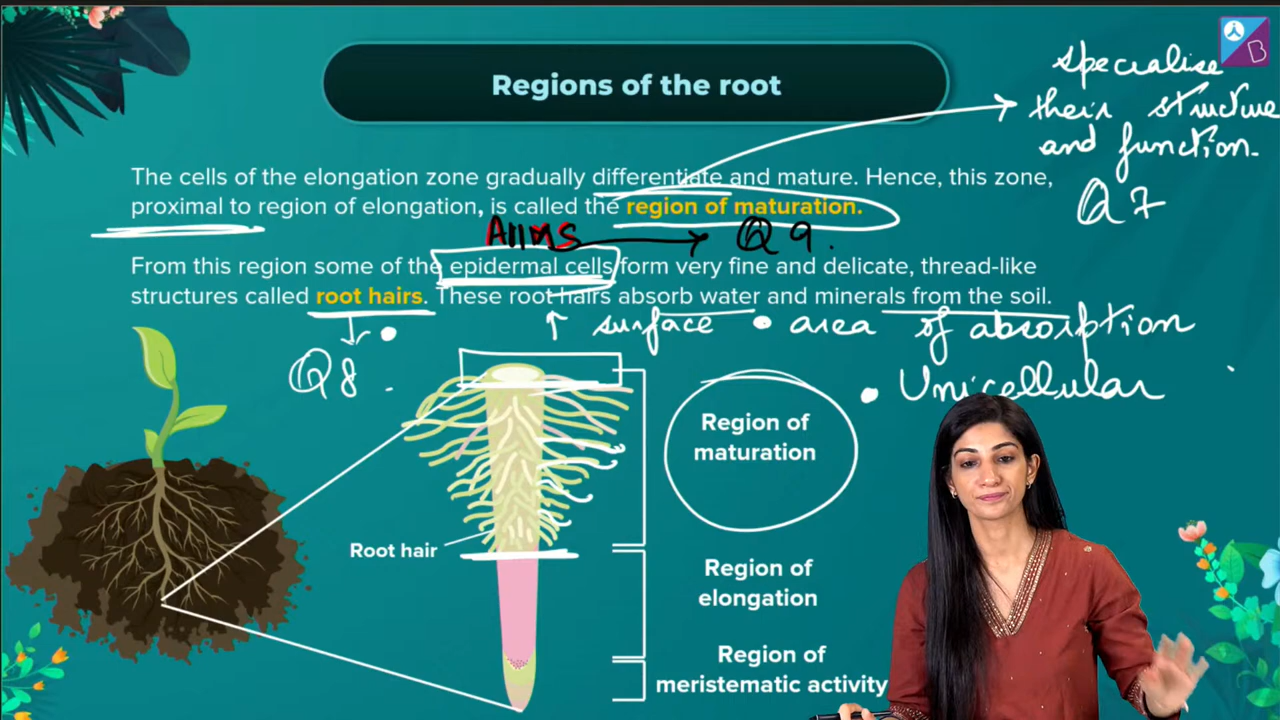 Regions of the root
specialise
their structure
and function.
Q7
The cells of the elongation zone gradually differentiate and mature. Hence, this zone,
proximal to region of elongation, is called the region of maturation.
AIIMS Q 9.
From this region some of the epidermal cells form very fine and delicate, thread-like
structures called root hairs. These root hairs absorb water and minerals from the soil.
↑ surface area of absorption
Q8.
• Unicellular
Region of
maturation
Root hair
Region of
elongation
Region of
meristematic activity
B